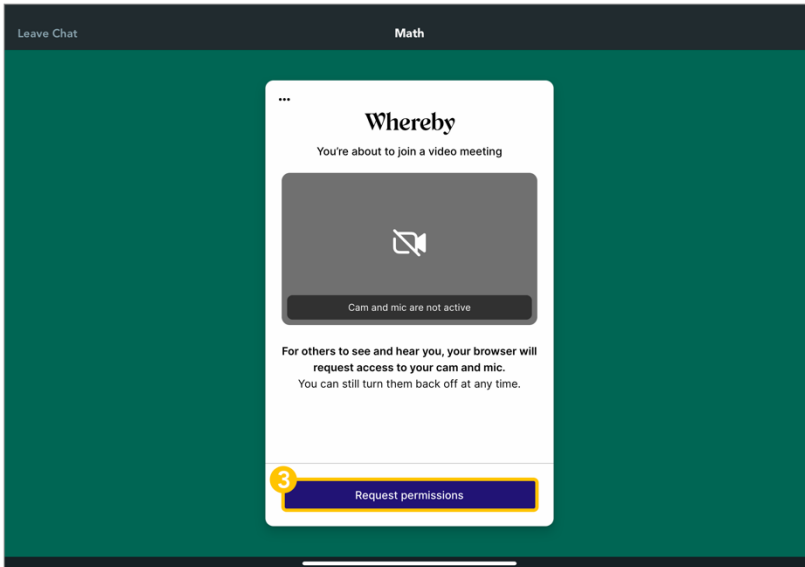 Leave Chat
Math
Whereby
You're about to join a video meeting
Cam and mic are not active
For others to see and hear you, your browser will
request access to your cam and mic.
You can still turn them back off at any time.
3
Request permissions